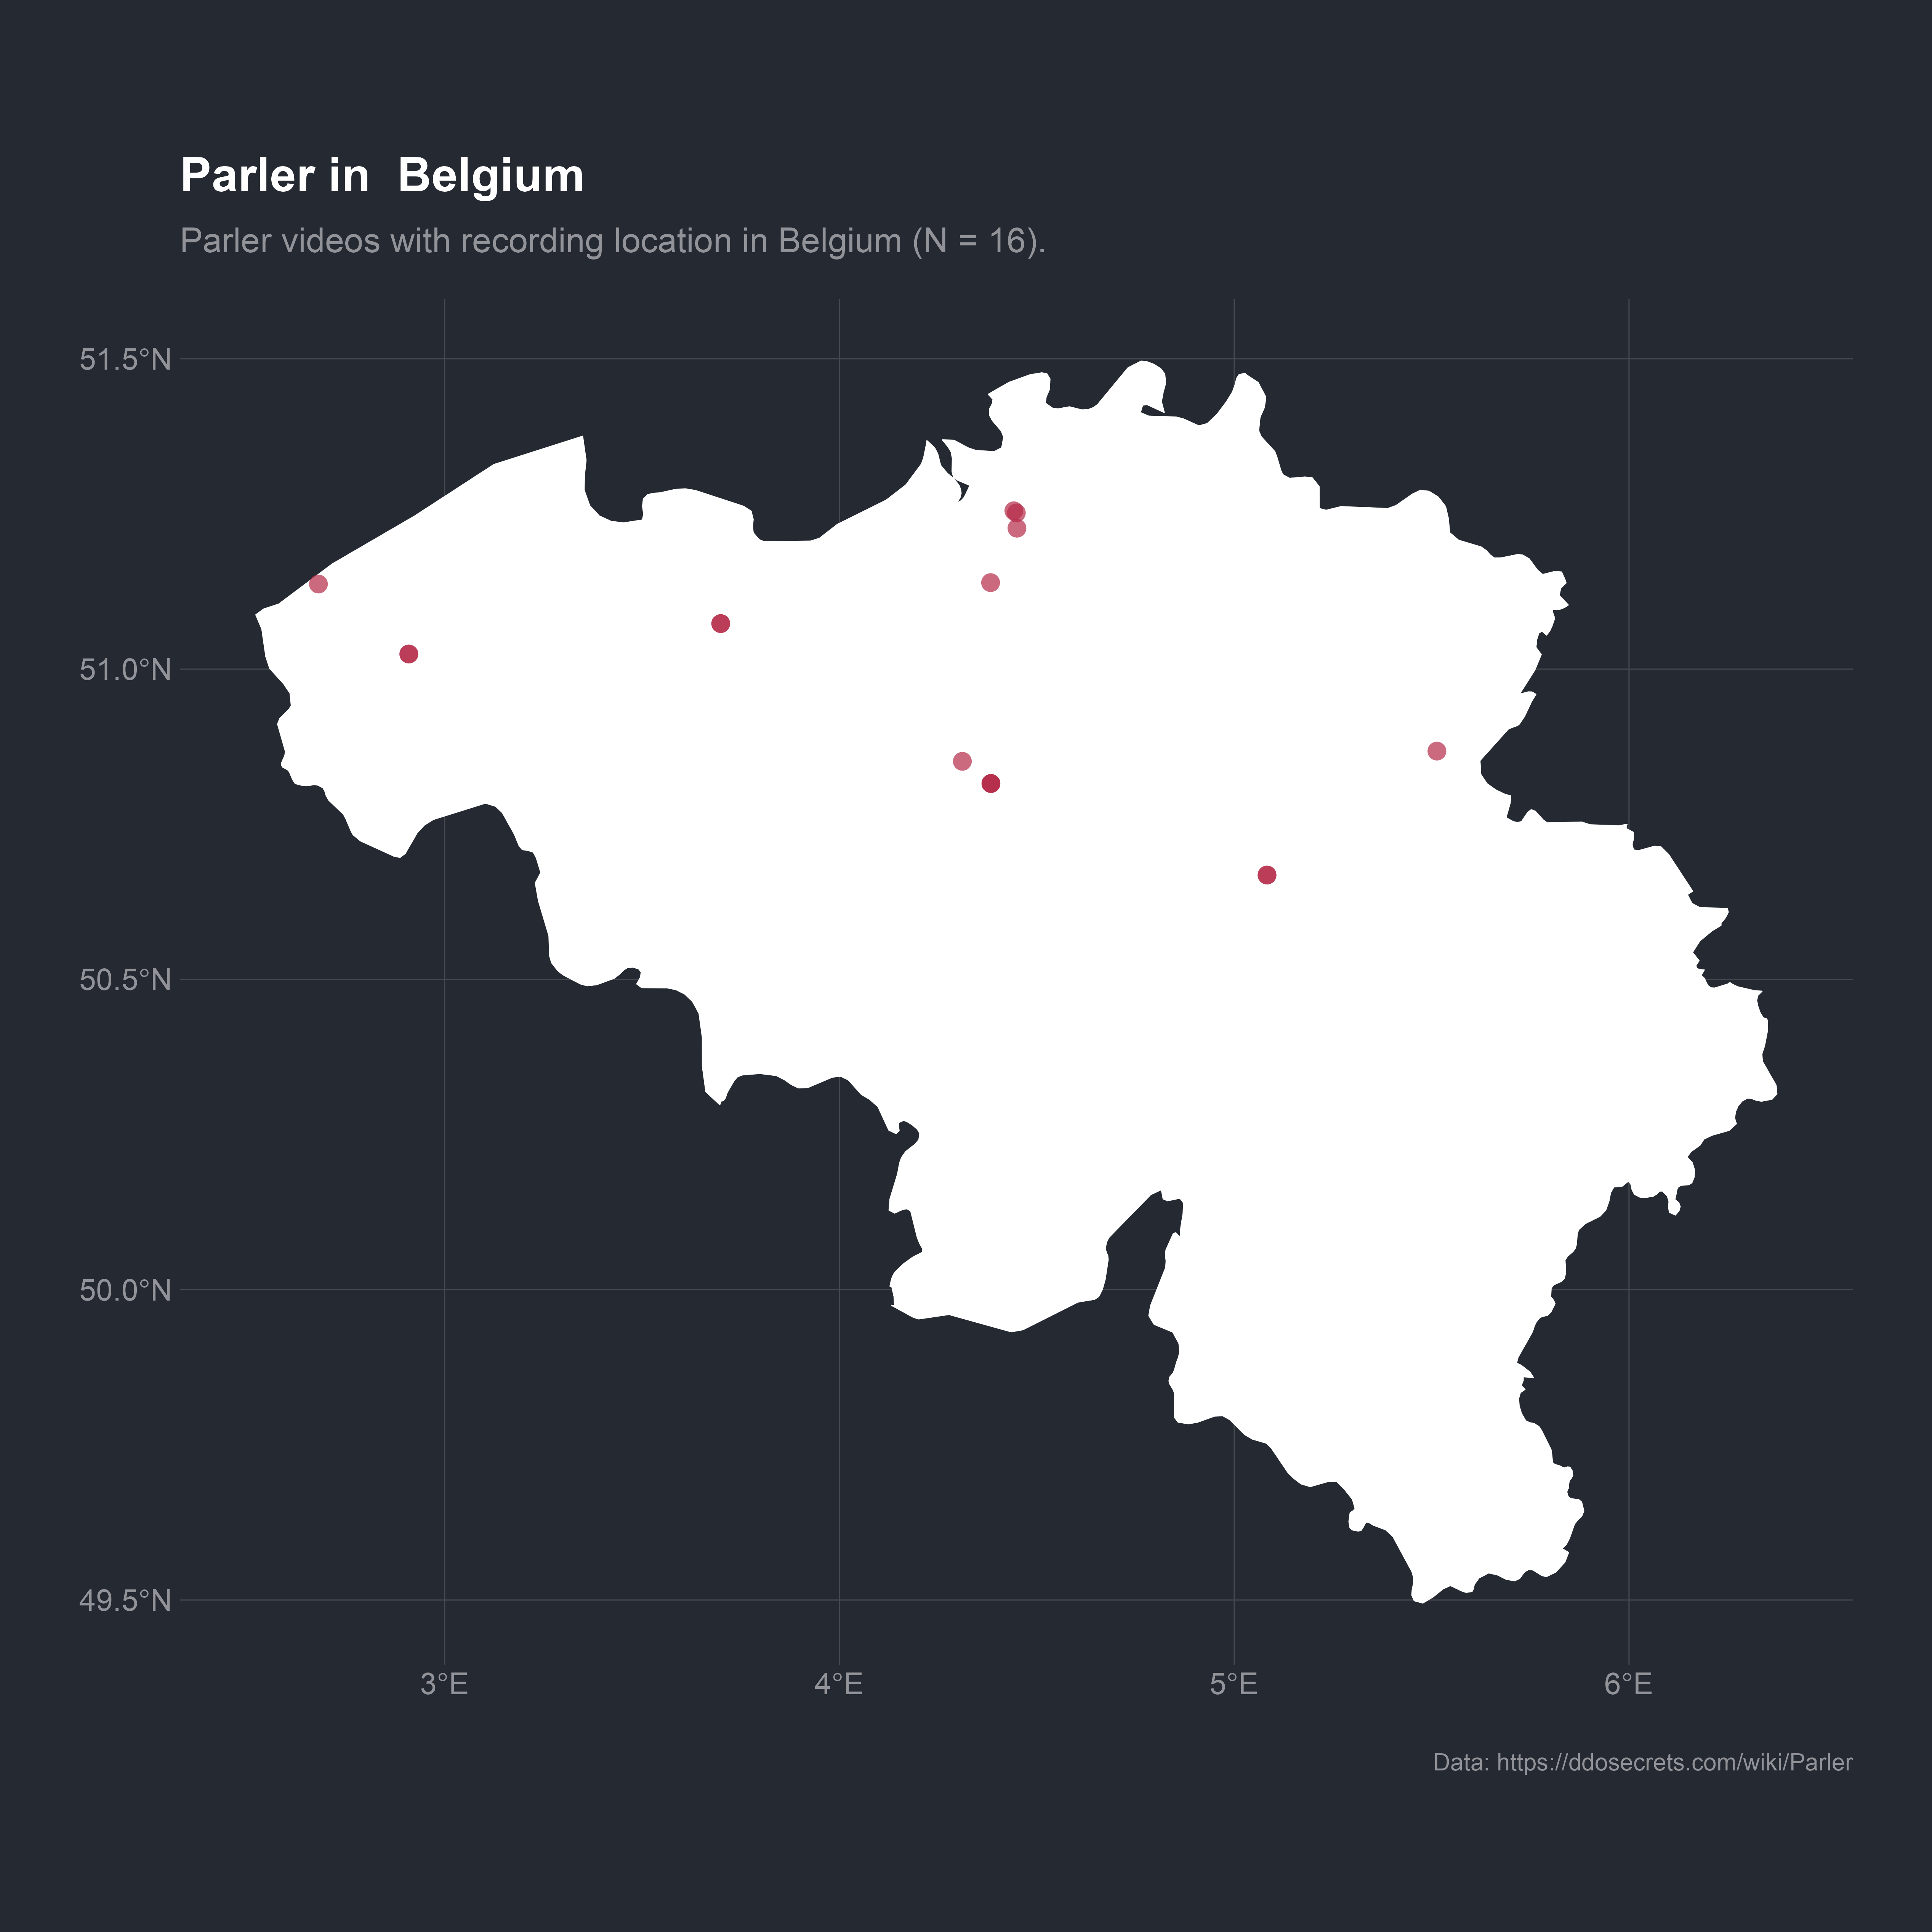 Parler in  Belgium
Parler videos with recording location in Belgium (N = 16).
51.5°N
51.0°N
50.5°N
50.0°N
49.5°N
3°E 4°E 5°E 6°E
Data: https://ddosecrets.com/wiki/Parler